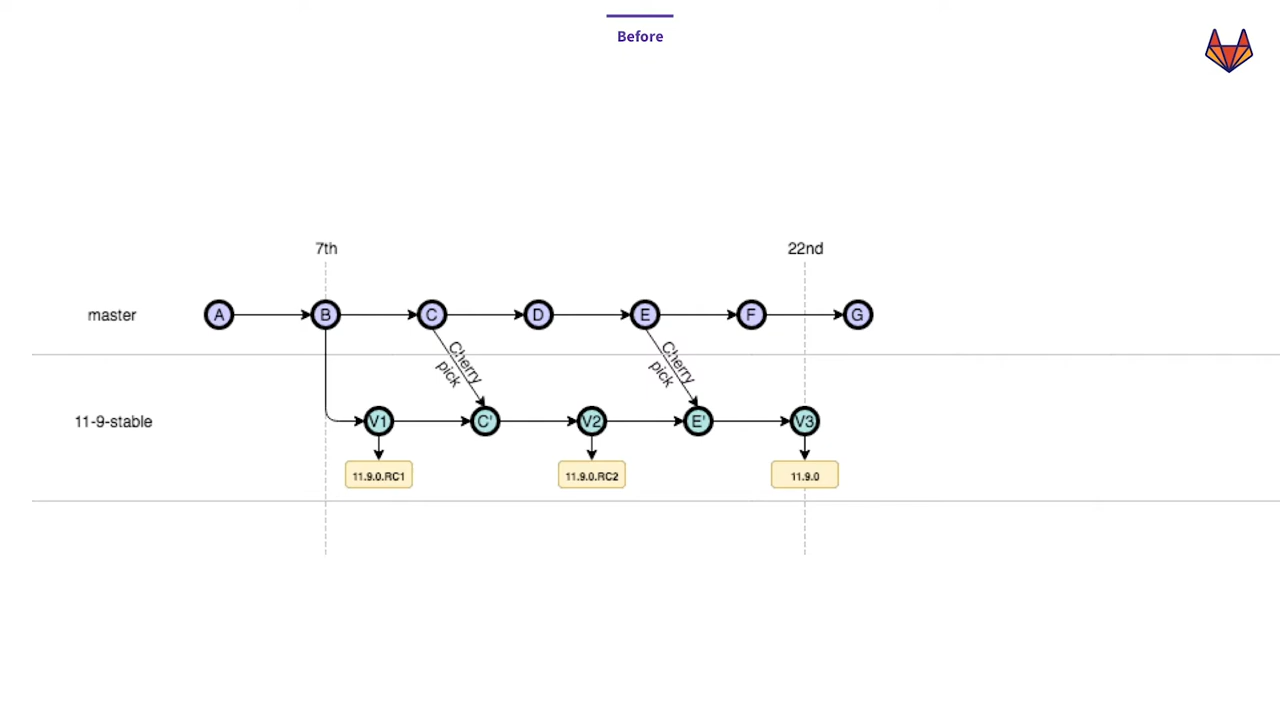 Before
7th
22nd
master
A
B
C
D
E
F
G
Cherry
pick
Cherry
pick
11-9-stable
V1
C'
V2
E'
V3
11.9.0.RC1
11.9.0.RC2
11.9.0